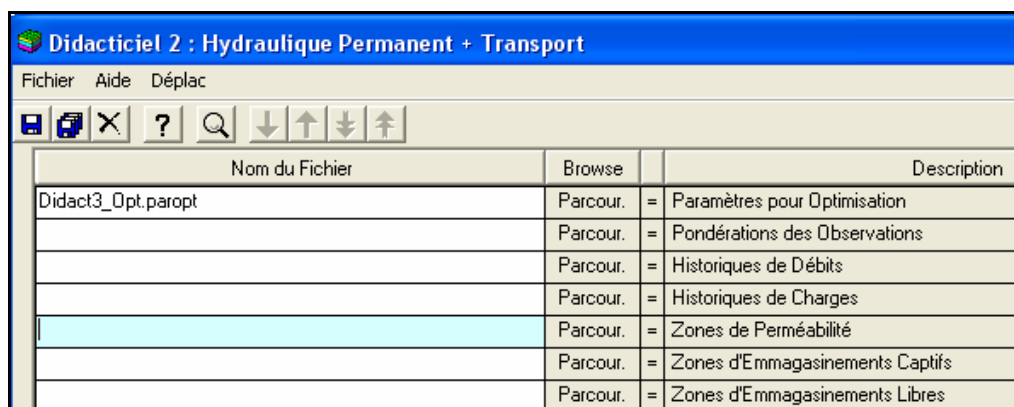 Didacticiel 2 : Hydraulique Permanent + Transport
Fichier Aide Déplac
?
Nom du Fichier Browse Description
Didact3_Opt.paropt Parcour. = Paramètres pour Optimisation
Parcour. = Pondérations des Observations
Parcour. = Historiques de Débits
Parcour. = Historiques de Charges
Parcour. = Zones de Perméabilité
Parcour. = Zones d'Emmagasinements Captifs
Parcour. = Zones d'Emmagasinements Libres